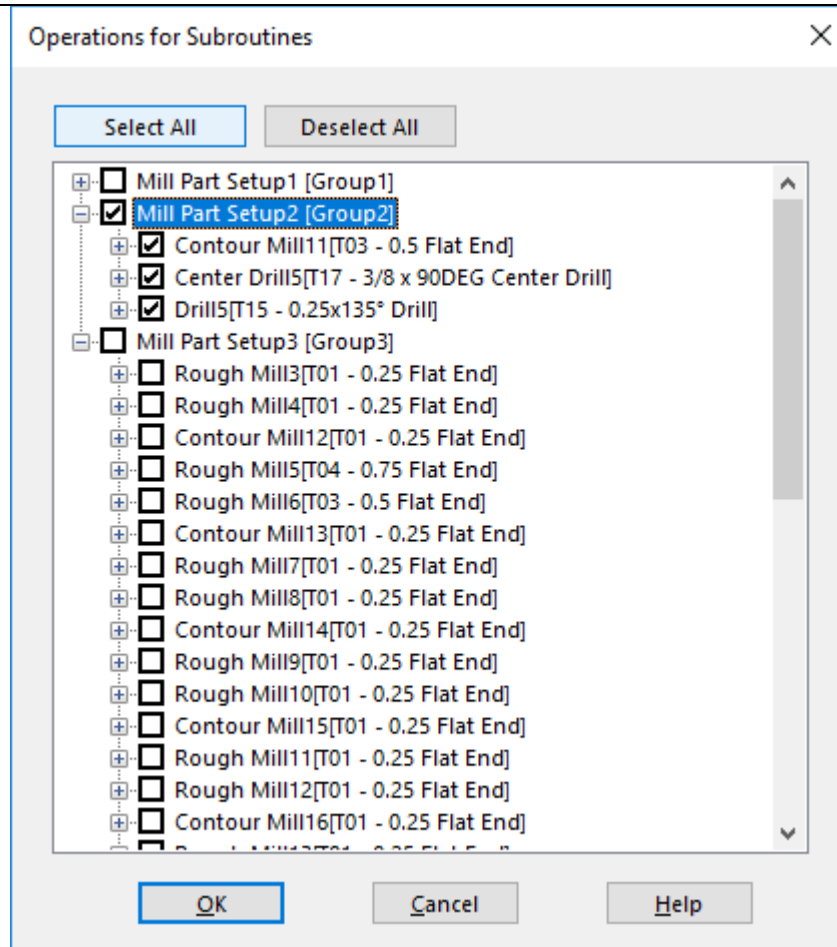 Operations for Subroutines
Select All Deselect All
Mill Part Setup1 [Group1]
Mill Part Setup2 [Group2]
Contour Mill11[T03 - 0.5 Flat End]
Center Drill5[T17 - 3/8 x 90DEG Center Drill]
Drill5[T15 - 0.25x135° Drill]
Mill Part Setup3 [Group3]
Rough Mill3[T01 - 0.25 Flat End]
Rough Mill4[T01 - 0.25 Flat End]
Contour Mill12[T01 - 0.25 Flat End]
Rough Mill5[T04 - 0.75 Flat End]
Rough Mill6[T03 - 0.5 Flat End]
Contour Mill13[T01 - 0.25 Flat End]
Rough Mill7[T01 - 0.25 Flat End]
Rough Mill8[T01 - 0.25 Flat End]
Contour Mill14[T01 - 0.25 Flat End]
Rough Mill9[T01 - 0.25 Flat End]
Rough Mill10[T01 - 0.25 Flat End]
Contour Mill15[T01 - 0.25 Flat End]
Rough Mill11[T01 - 0.25 Flat End]
Rough Mill12[T01 - 0.25 Flat End]
Contour Mill16[T01 - 0.25 Flat End]
OK Cancel Help